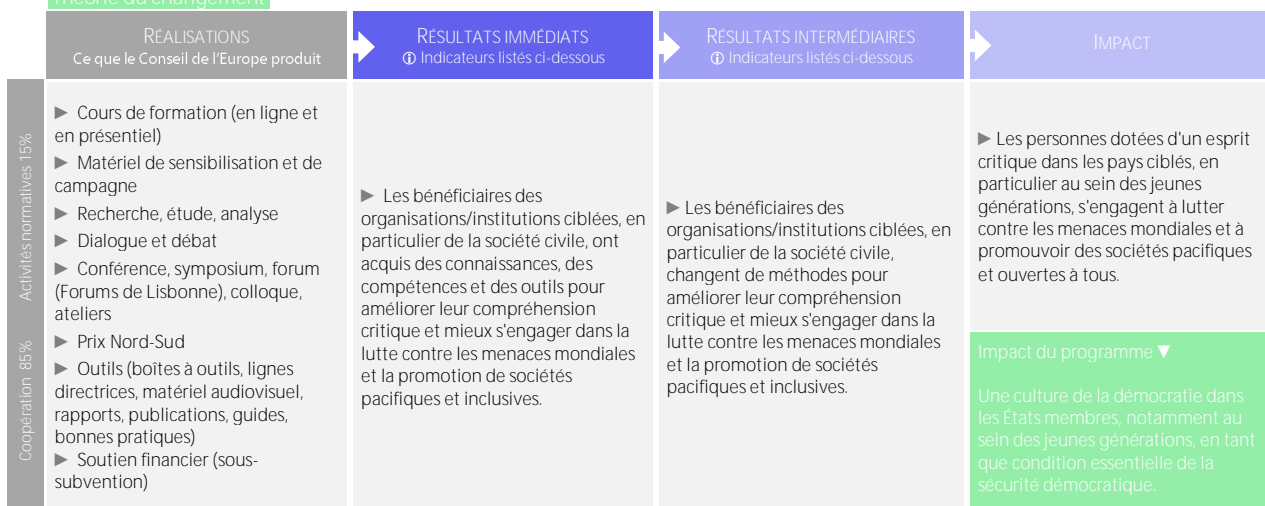 Théorie du changement
RÉALISATIONS
Ce que le Conseil de l'Europe produit
RÉSULTATS IMMÉDIATS
🛈 Indicateurs listés ci-dessous
RÉSULTATS INTERMÉDIAIRES
🛈 Indicateurs listés ci-dessous
IMPACT
Activités normatives 15%
Coopération 85%
► Cours de formation (en ligne et
en présentiel)
► Matériel de sensibilisation et de
campagne
► Recherche, étude, analyse
► Dialogue et débat
► Conférence, symposium, forum
(Forums de Lisbonne), colloque,
ateliers
► Prix Nord-Sud
► Outils (boîtes à outils, lignes
directrices, matériel audiovisuel,
rapports, publications, guides,
bonnes pratiques)
► Soutien financier (sous-
subvention)
► Les bénéficiaires des
organisations/institutions ciblées, en
particulier de la société civile, ont
acquis des connaissances, des
compétences et des outils pour
améliorer leur compréhension
critique et mieux s'engager dans la
lutte contre les menaces mondiales
et la promotion de sociétés
pacifiques et inclusives.
► Les bénéficiaires des
organisations/institutions ciblées, en
particulier de la société civile,
changent de méthodes pour
améliorer leur compréhension
critique et mieux s'engager dans la
lutte contre les menaces mondiales
et la promotion de sociétés
pacifiques et inclusives.
► Les personnes dotées d'un esprit
critique dans les pays ciblés, en
particulier au sein des jeunes
générations, s'engagent à lutter
contre les menaces mondiales et à
promouvoir des sociétés pacifiques
et ouvertes à tous.
Impact du programme ▼
Une culture de la démocratie dans
les États membres, notamment au
sein des jeunes générations, en tant
que condition essentielle de la
sécurité démocratique.